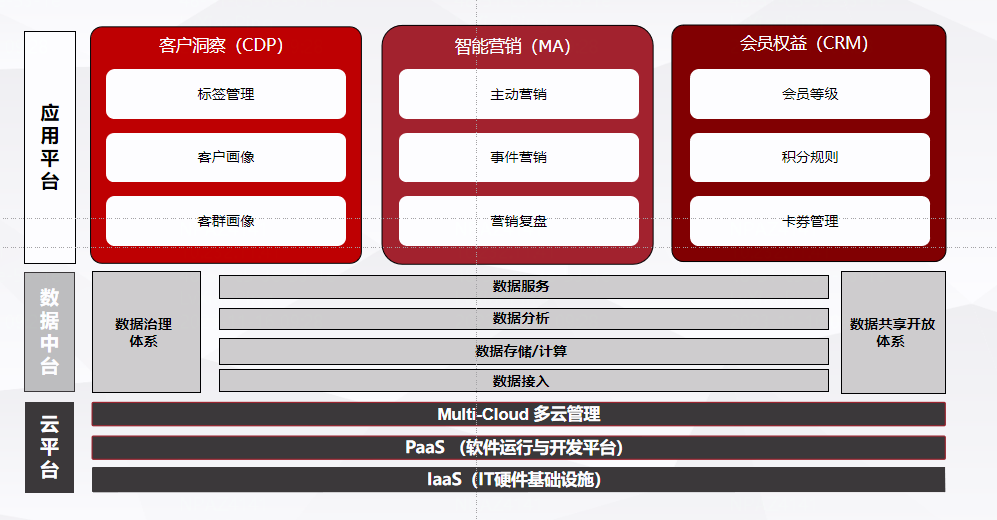 应用平台
客户洞察（CDP）
标签管理
客户画像
客群画像
智能营销（MA）
主动营销
事件营销
营销复盘
会员权益（CRM）
会员等级
积分规则
卡券管理
数据中台
数据治理
体系
数据服务
数据分析
数据存储/计算
数据接入
数据共享开放
体系
云平台
Multi-Cloud 多云管理
PaaS （软件运行与开发平台）
IaaS（IT硬件基础设施）